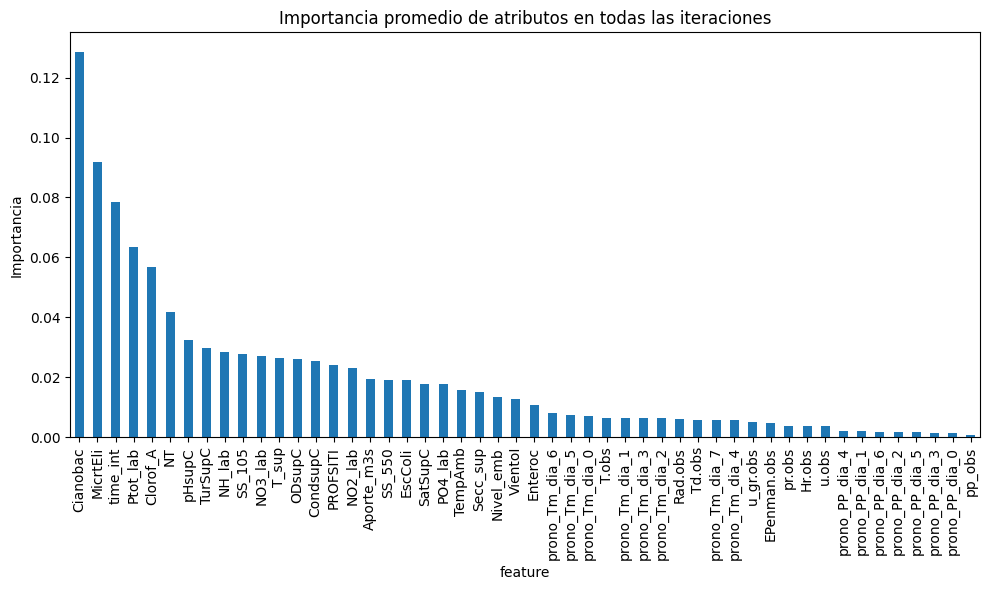 Importancia promedio de atributos en todas las iteraciones
Importancia
0.12
0.10
0.08
0.06
0.04
0.02
0.00
Cianobac
MicrtEli
time_int
Ptot_lab
Clorof_A
NT
pHsupC
TurSupC
NH_lab
SS_105
NO3_lab
T_sup
ODsupC
CondsupC
PROFSITI
NO2_lab
Aporte_m3s
SS_550
EscColi
SatSupC
PO4_lab
TempAmb
Secc_sup
Nivel_emb
VientoI
Enteroc
prono_Tm_dia_6
prono_Tm_dia_5
prono_Tm_dia_0
T.obs
prono_Tm_dia_1
prono_Tm_dia_3
prono_Tm_dia_2
Rad.obs
Td.obs
prono_Tm_dia_7
prono_Tm_dia_4
u_gr.obs
EPenman.obs
pr.obs
Hr.obs
u.obs
prono_PP_dia_4
prono_PP_dia_1
prono_PP_dia_6
prono_PP_dia_2
prono_PP_dia_5
prono_PP_dia_3
prono_PP_dia_0
pp_obs
feature